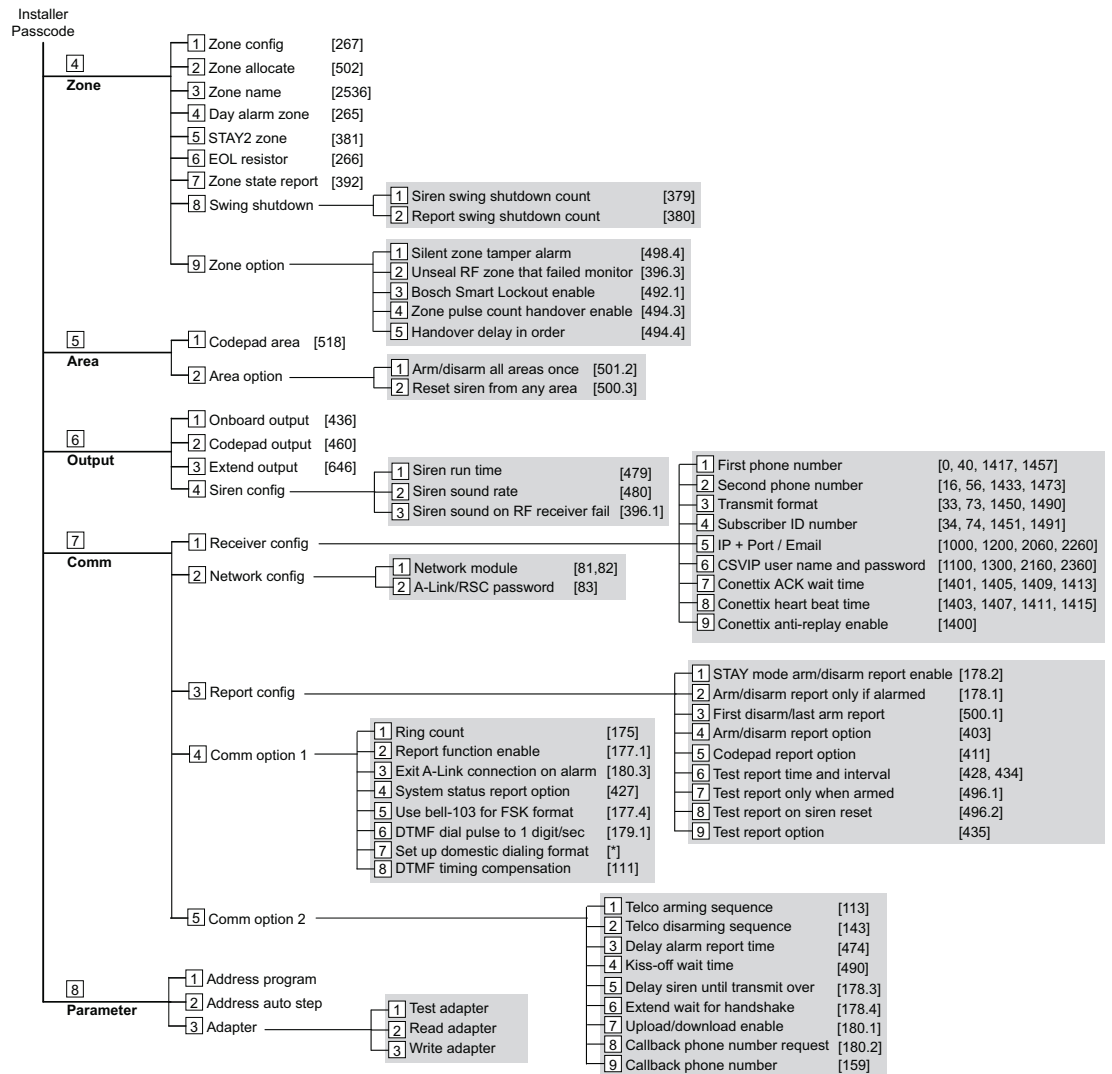 Installer
Passcode
4
Zone
1 Zone config [267]
2 Zone allocate [502]
3 Zone name [2536]
4 Day alarm zone [265]
5 STAY2 zone [381]
6 EOL resistor [266]
7 Zone state report [392]
8 Swing shutdown
1 Siren swing shutdown count [379]
2 Report swing shutdown count [380]
9 Zone option
1 Silent zone tamper alarm [498.4]
2 Unseal RF zone that failed monitor [396.3]
3 Bosch Smart Lockout enable [492.1]
4 Zone pulse count handover enable [494.3]
5 Handover delay in order [494.4]
5
Area
1 Codepad area [518]
2 Area option
1 Arm/disarm all areas once [501.2]
2 Reset siren from any area [500.3]
6
Output
1 Onboard output [436]
2 Codepad output [460]
3 Extend output [646]
4 Siren config
1 Siren run time [479]
2 Siren sound rate [480]
3 Siren sound on RF receiver fail [396.1]
7
Comm
1 Receiver config
1 First phone number [0, 40, 1417, 1457]
2 Second phone number [16, 56, 1433, 1473]
3 Transmit format [33, 73, 1450, 1490]
4 Subscriber ID number [34, 74, 1451, 1491]
5 IP + Port / Email [1000, 1200, 2060, 2260]
6 CSVIP user name and password [1100, 1300, 2160, 2360]
7 Conettix ACK wait time [1401, 1405, 1409, 1413]
8 Conettix heart beat time [1403, 1407, 1411, 1415]
9 Conettix anti-replay enable [1400]
2 Network config
1 Network module [81,82]
2 A-Link/RSC password [83]
3 Report config
1 STAY mode arm/disarm report enable [178.2]
2 Arm/disarm report only if alarmed [178.1]
3 First disarm/last arm report [500.1]
4 Arm/disarm report option [403]
5 Codepad report option [411]
6 Test report time and interval [428, 434]
7 Test report only when armed [496.1]
8 Test report on siren reset [496.2]
9 Test report option [435]
4 Comm option 1
1 Ring count [175]
2 Report function enable [177.1]
3 Exit A-Link connection on alarm [180.3]
4 System status report option [427]
5 Use bell-103 for FSK format [177.4]
6 DTMF dial pulse to 1 digit/sec [179.1]
7 Set up domestic dialing format [*]
8 DTMF timing compensation [111]
5 Comm option 2
1 Telco arming sequence [113]
2 Telco disarming sequence [143]
3 Delay alarm report time [474]
4 Kiss-off wait time [490]
5 Delay siren until transmit over [178.3]
6 Extend wait for handshake [178.4]
7 Upload/download enable [180.1]
8 Callback phone number request [180.2]
9 Callback phone number [159]
8
Parameter
1 Address program
2 Address auto step
3 Adapter
1 Test adapter
2 Read adapter
3 Write adapter